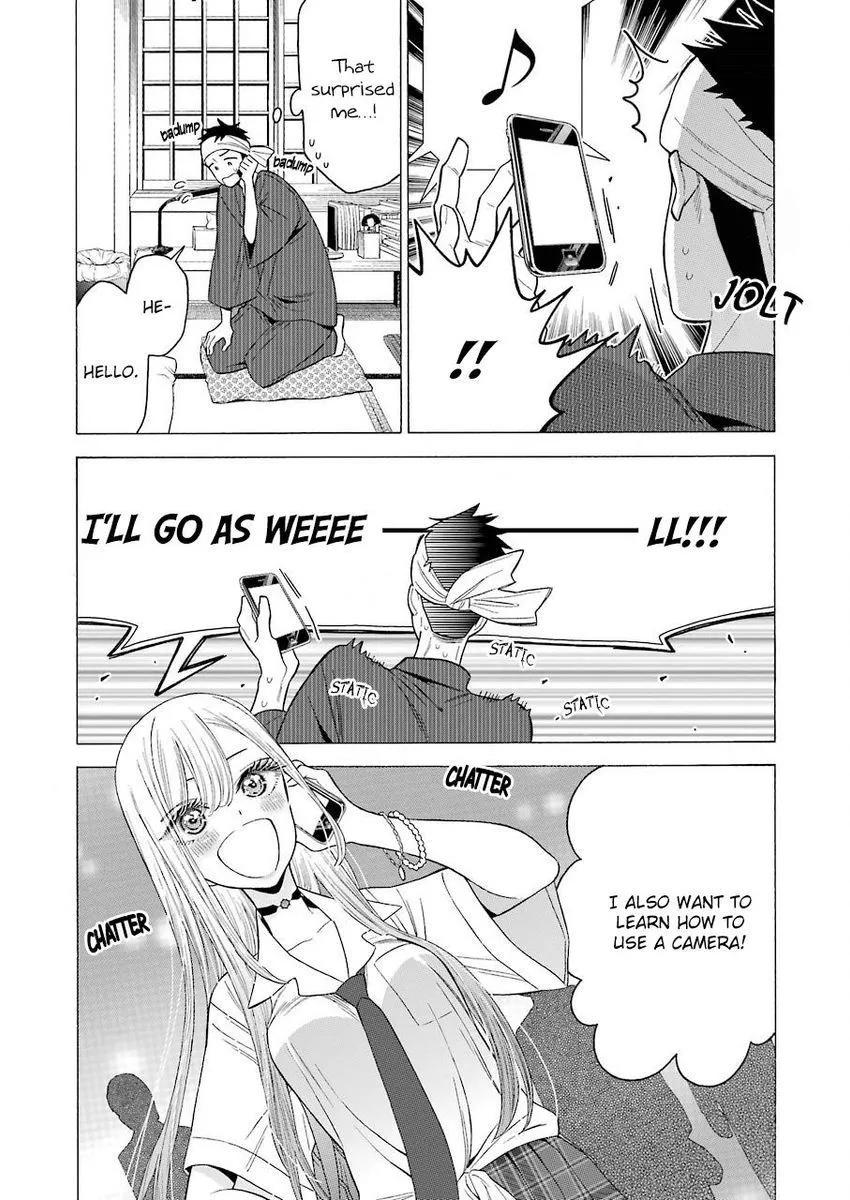 JOLT
!!
That
surprised
me...!
badump
badump
HE-
HELLO.
I'LL GO AS WEEEE
LL!!!
STATIC
STATIC
STATIC
CHATTER
CHATTER
I ALSO WANT TO
LEARN HOW TO
USE A CAMERA!